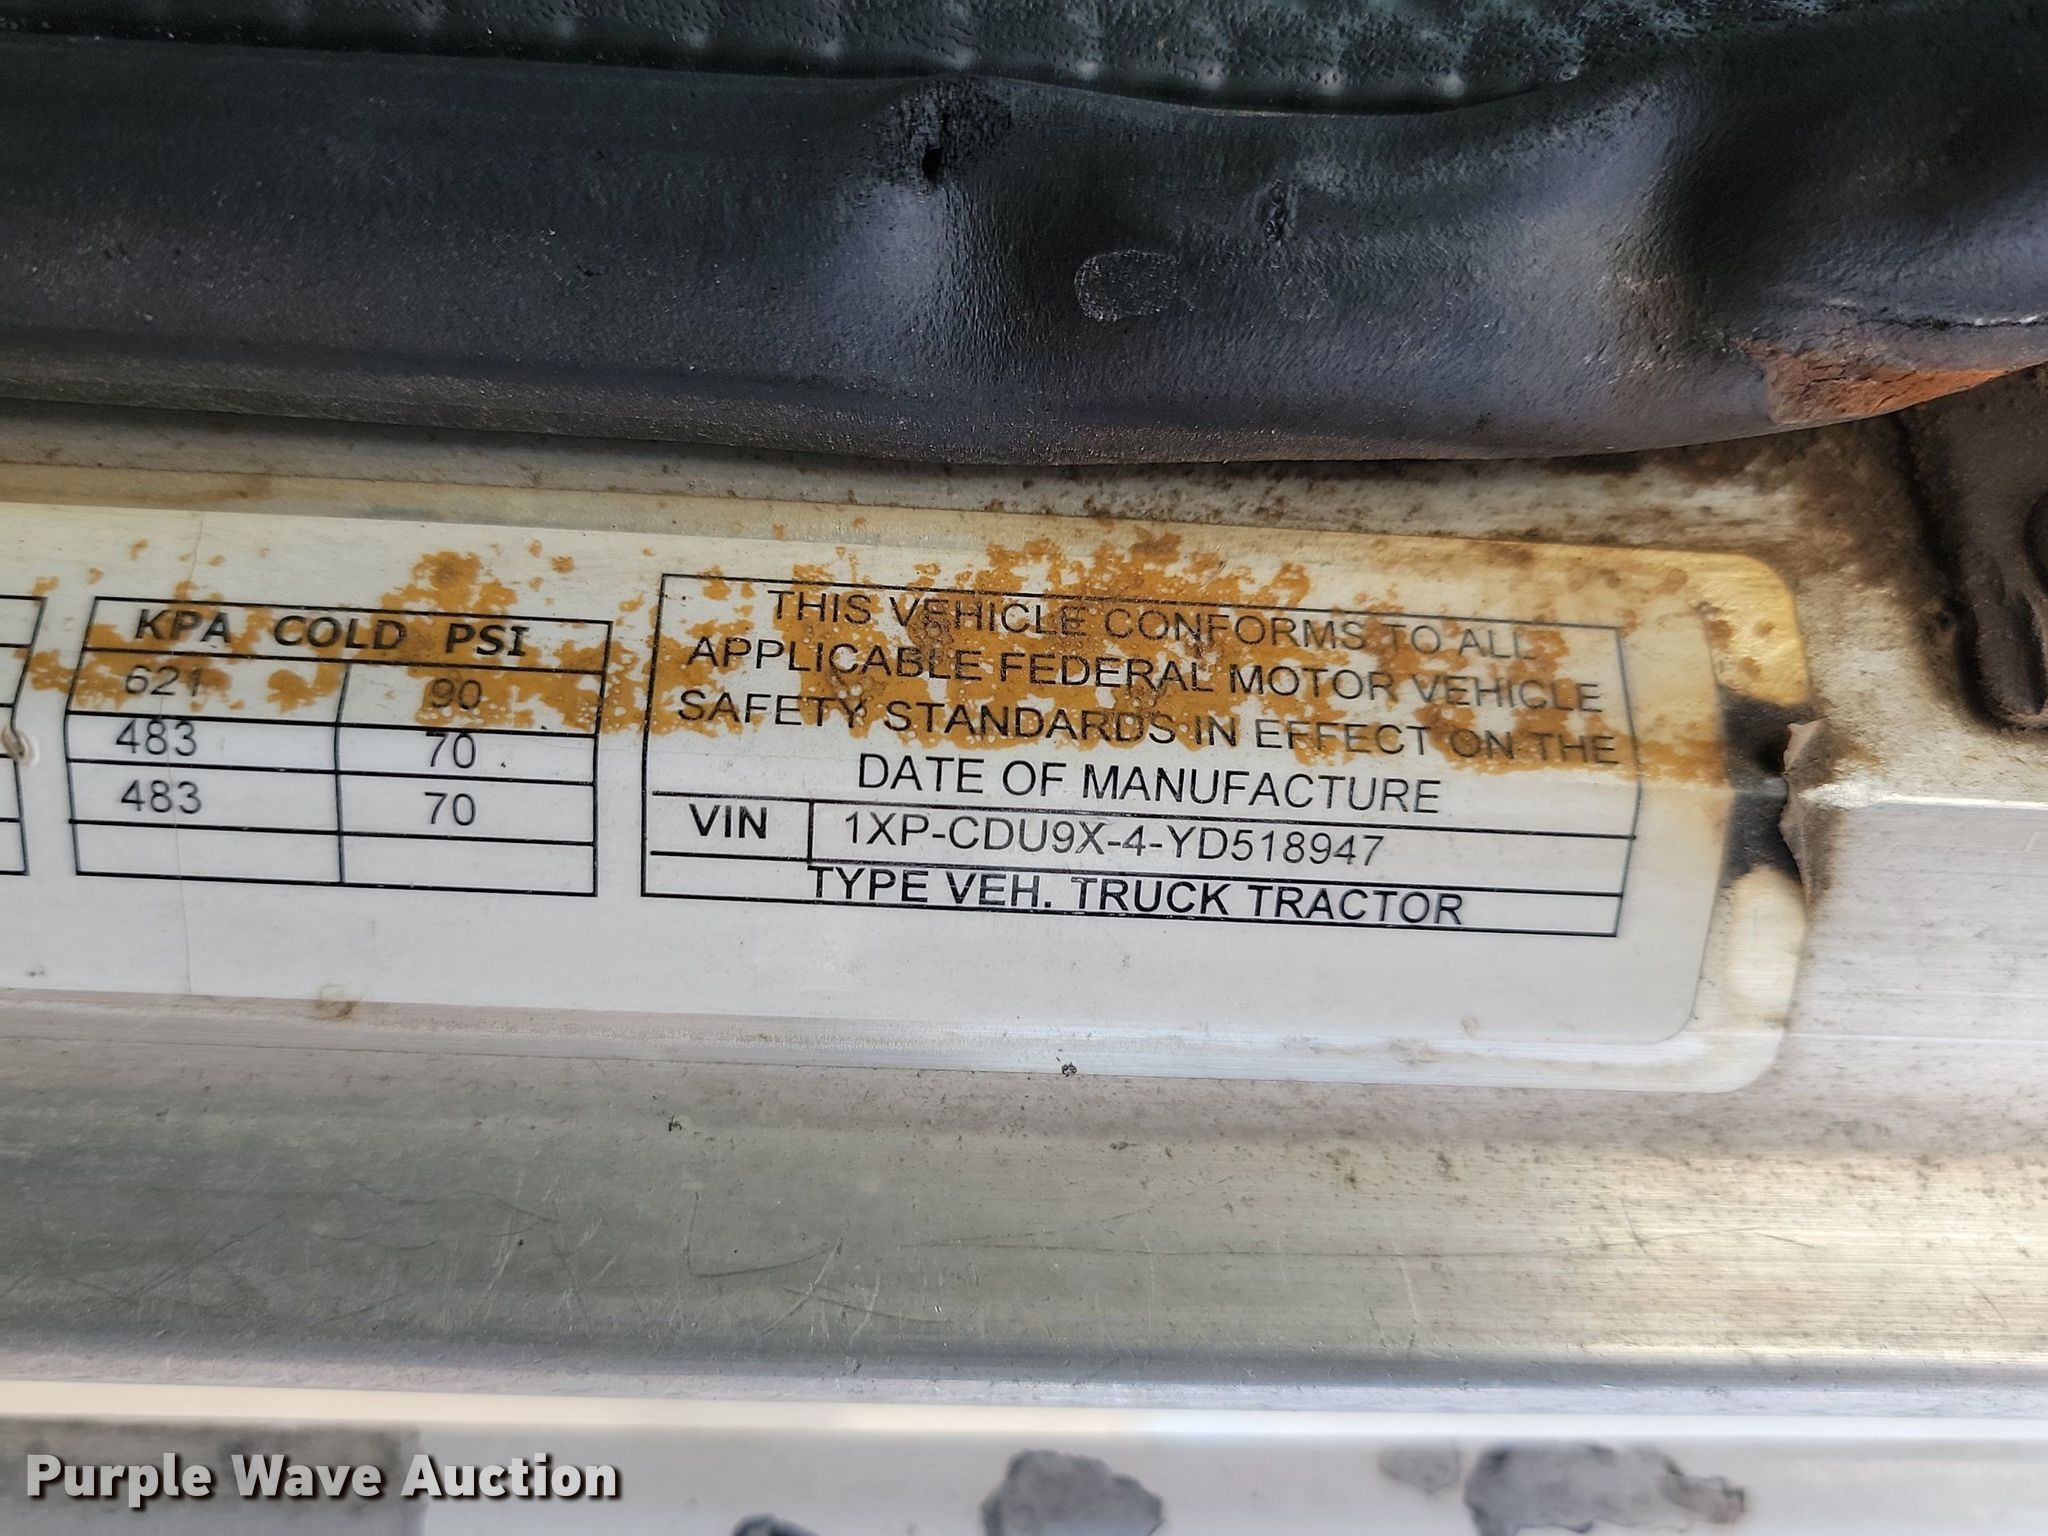 KPA COLD PSI
621 90
483 70
483 70
THIS VEHICLE CONFORMS TO ALL
APPLICABLE FEDERAL MOTOR VEHICLE
SAFETY STANDARDS IN EFFECT ON THE
DATE OF MANUFACTURE
VIN 1XP-CDU9X-4-YD518947
TYPE VEH. TRUCK TRACTOR
Purple Wave Auction